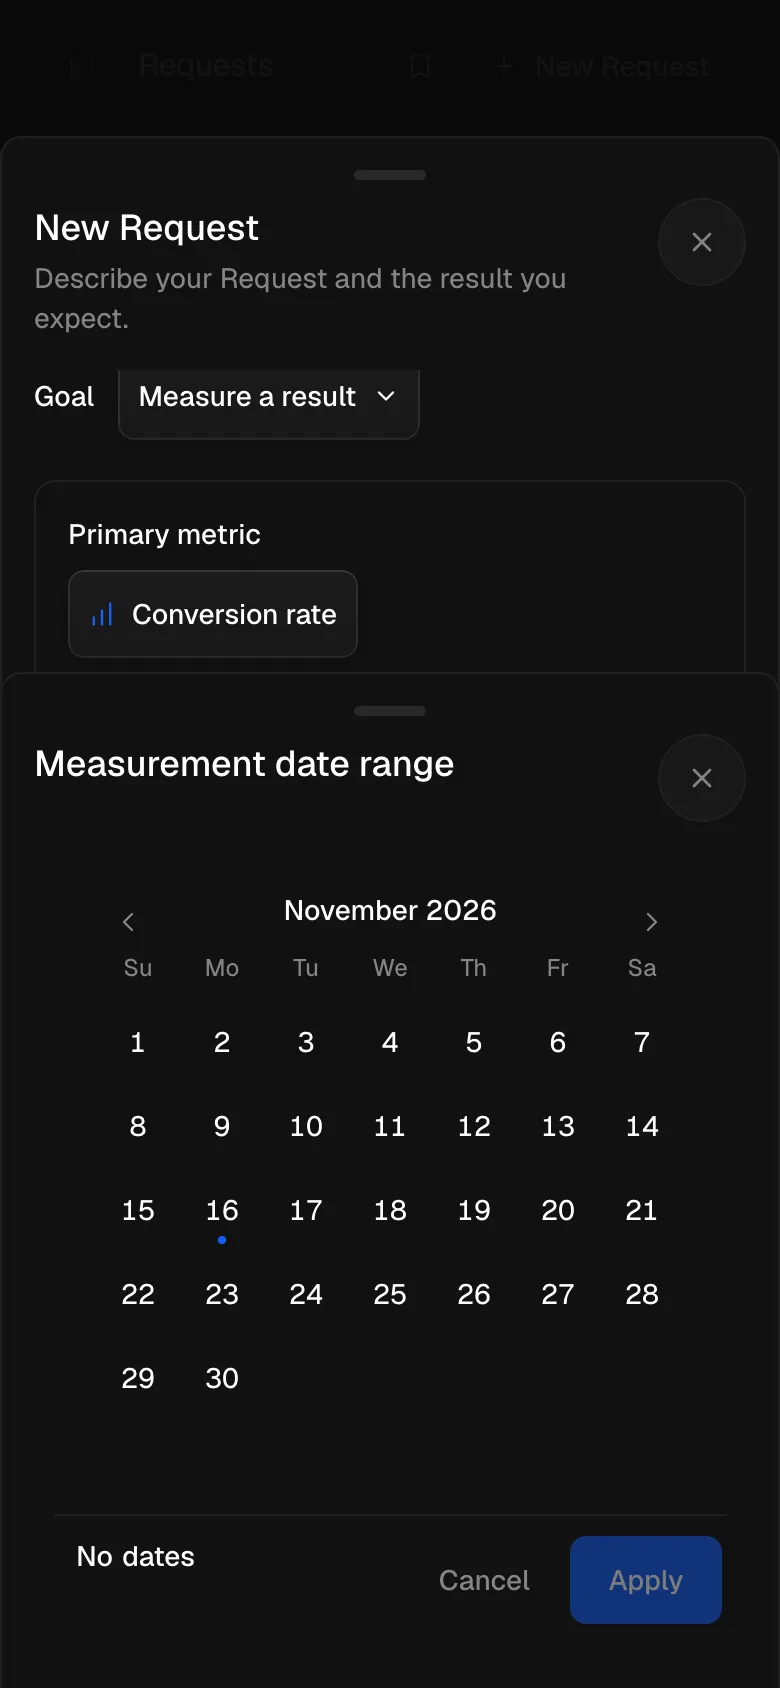 Requests
New Request
New Request
Describe your Request and the result you
expect.
Goal
Measure a result
Primary metric
Conversion rate
Measurement date range
November 2026
Su Mo Tu We Th Fr Sa
1 2 3 4 5 6 7
8 9 10 11 12 13 14
15 16 17 18 19 20 21
22 23 24 25 26 27 28
29 30
No dates
Cancel
Apply